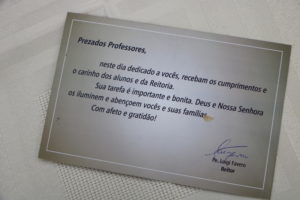 Prezados Professores,
neste dia dedicado a vocês, recebam os cumprimentos e
o carinho dos alunos e da Reitoria.
Sua tarefa é importante e bonita. Deus e Nossa Senhora
os iluminem e abençoem vocês e suas família!
Com afeto e gratidão!
Pe. Luigi Favero
Reitor